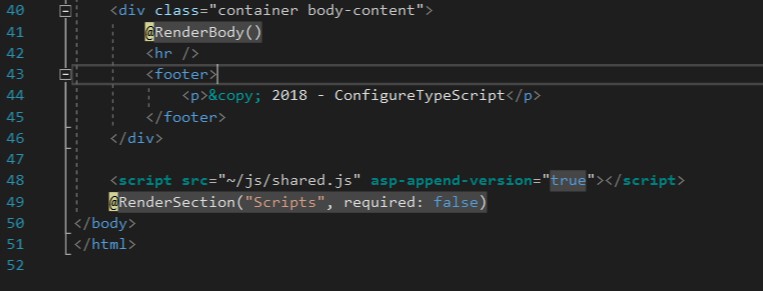 40 <div class="container body-content">
41 @RenderBody()
42 <hr />
43 <footer>
44 <p>&copy; 2018 - ConfigureTypeScript</p>
45 </footer>
46 </div>
47
48 <script src="~/js/shared.js" asp-append-version="true"></script>
49 @RenderSection("Scripts", required: false)
50 </body>
51 </html>
52